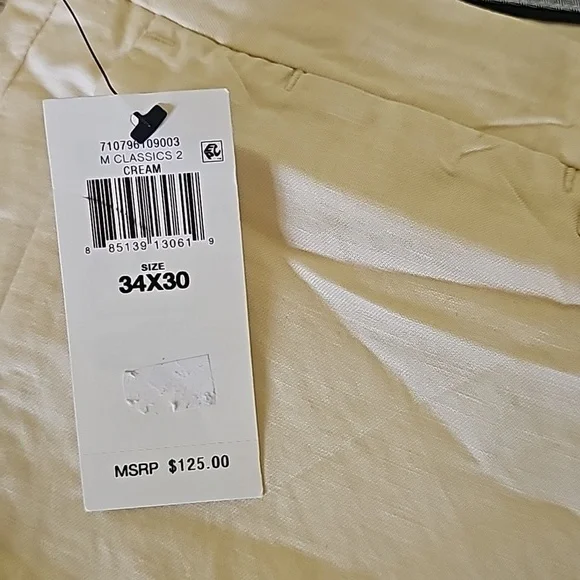 710796109003
M CLASSICS 2
CREAM
8 85139 13061 9
SIZE
34X30
MSRP $125.00